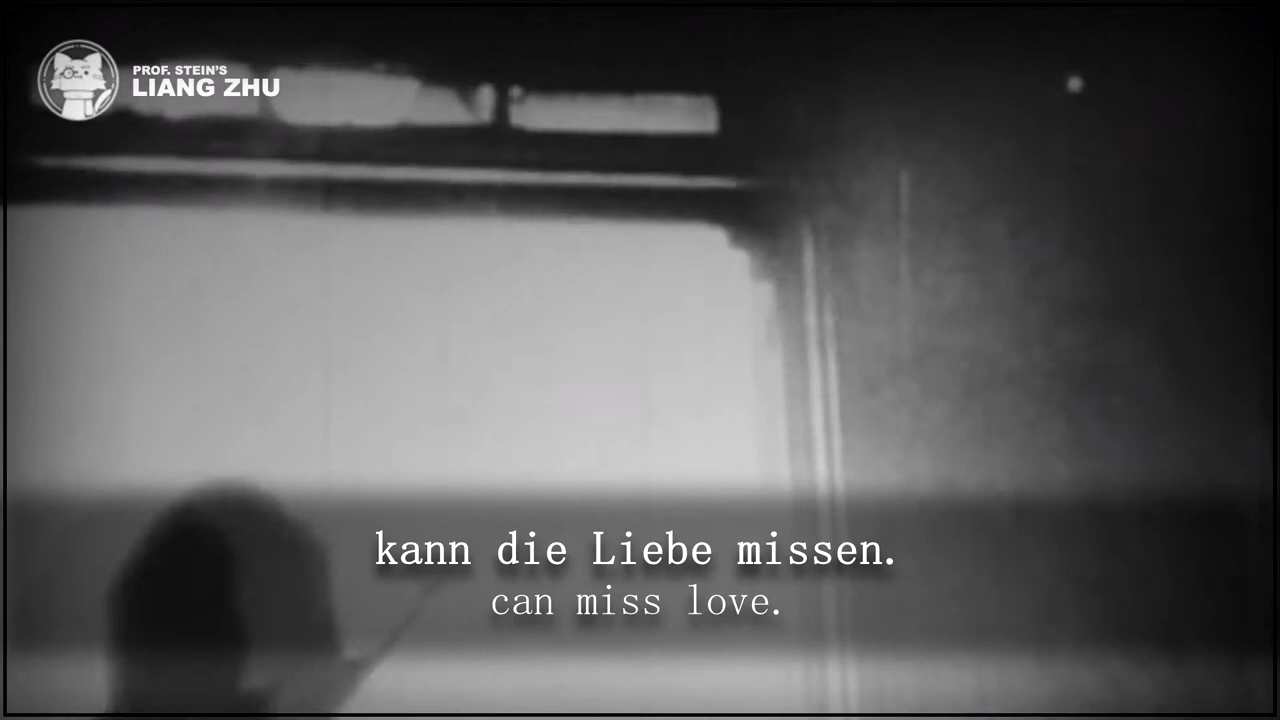 PROF. STEIN'S
LIANG ZHU
kann die Liebe missen.
can miss love.